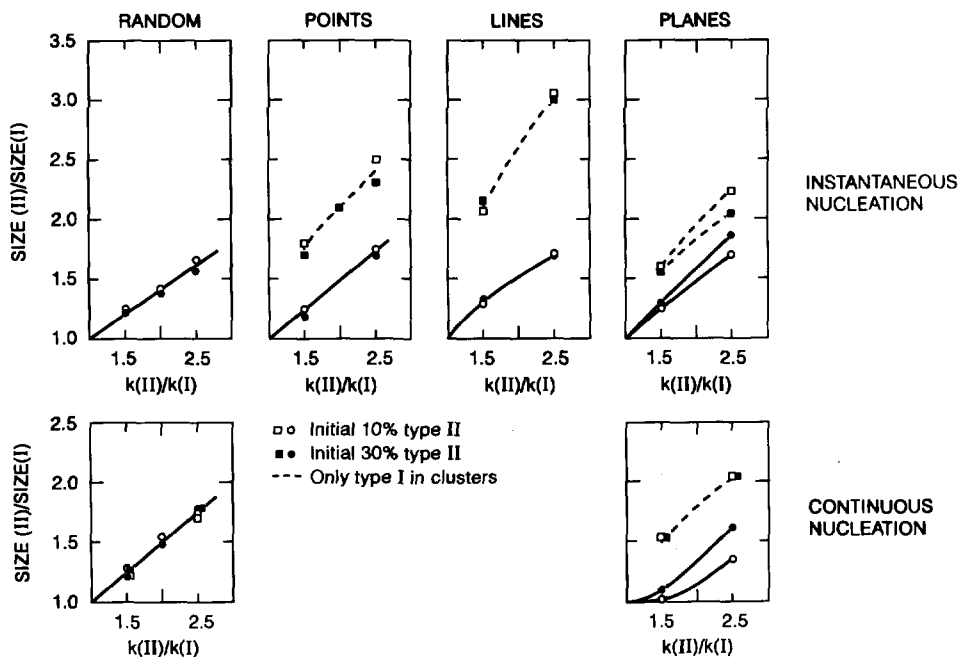 RANDOM POINTS LINES PLANES
3.5
3.0
2.5
2.0
1.5
1.0
SIZE (II)/SIZE(I)
INSTANTANEOUS
NUCLEATION
1.5 2.5 1.5 2.5 1.5 2.5 1.5 2.5
k(II)/k(I) k(II)/k(I) k(II)/k(I) k(II)/k(I)
2.5
2.0
1.5
1.0
SIZE (II)/SIZE(I)
Initial 10% type II
Initial 30% type II
Only type I in clusters
CONTINUOUS
NUCLEATION
1.5 2.5 1.5 2.5
k(II)/k(I) k(II)/k(I)